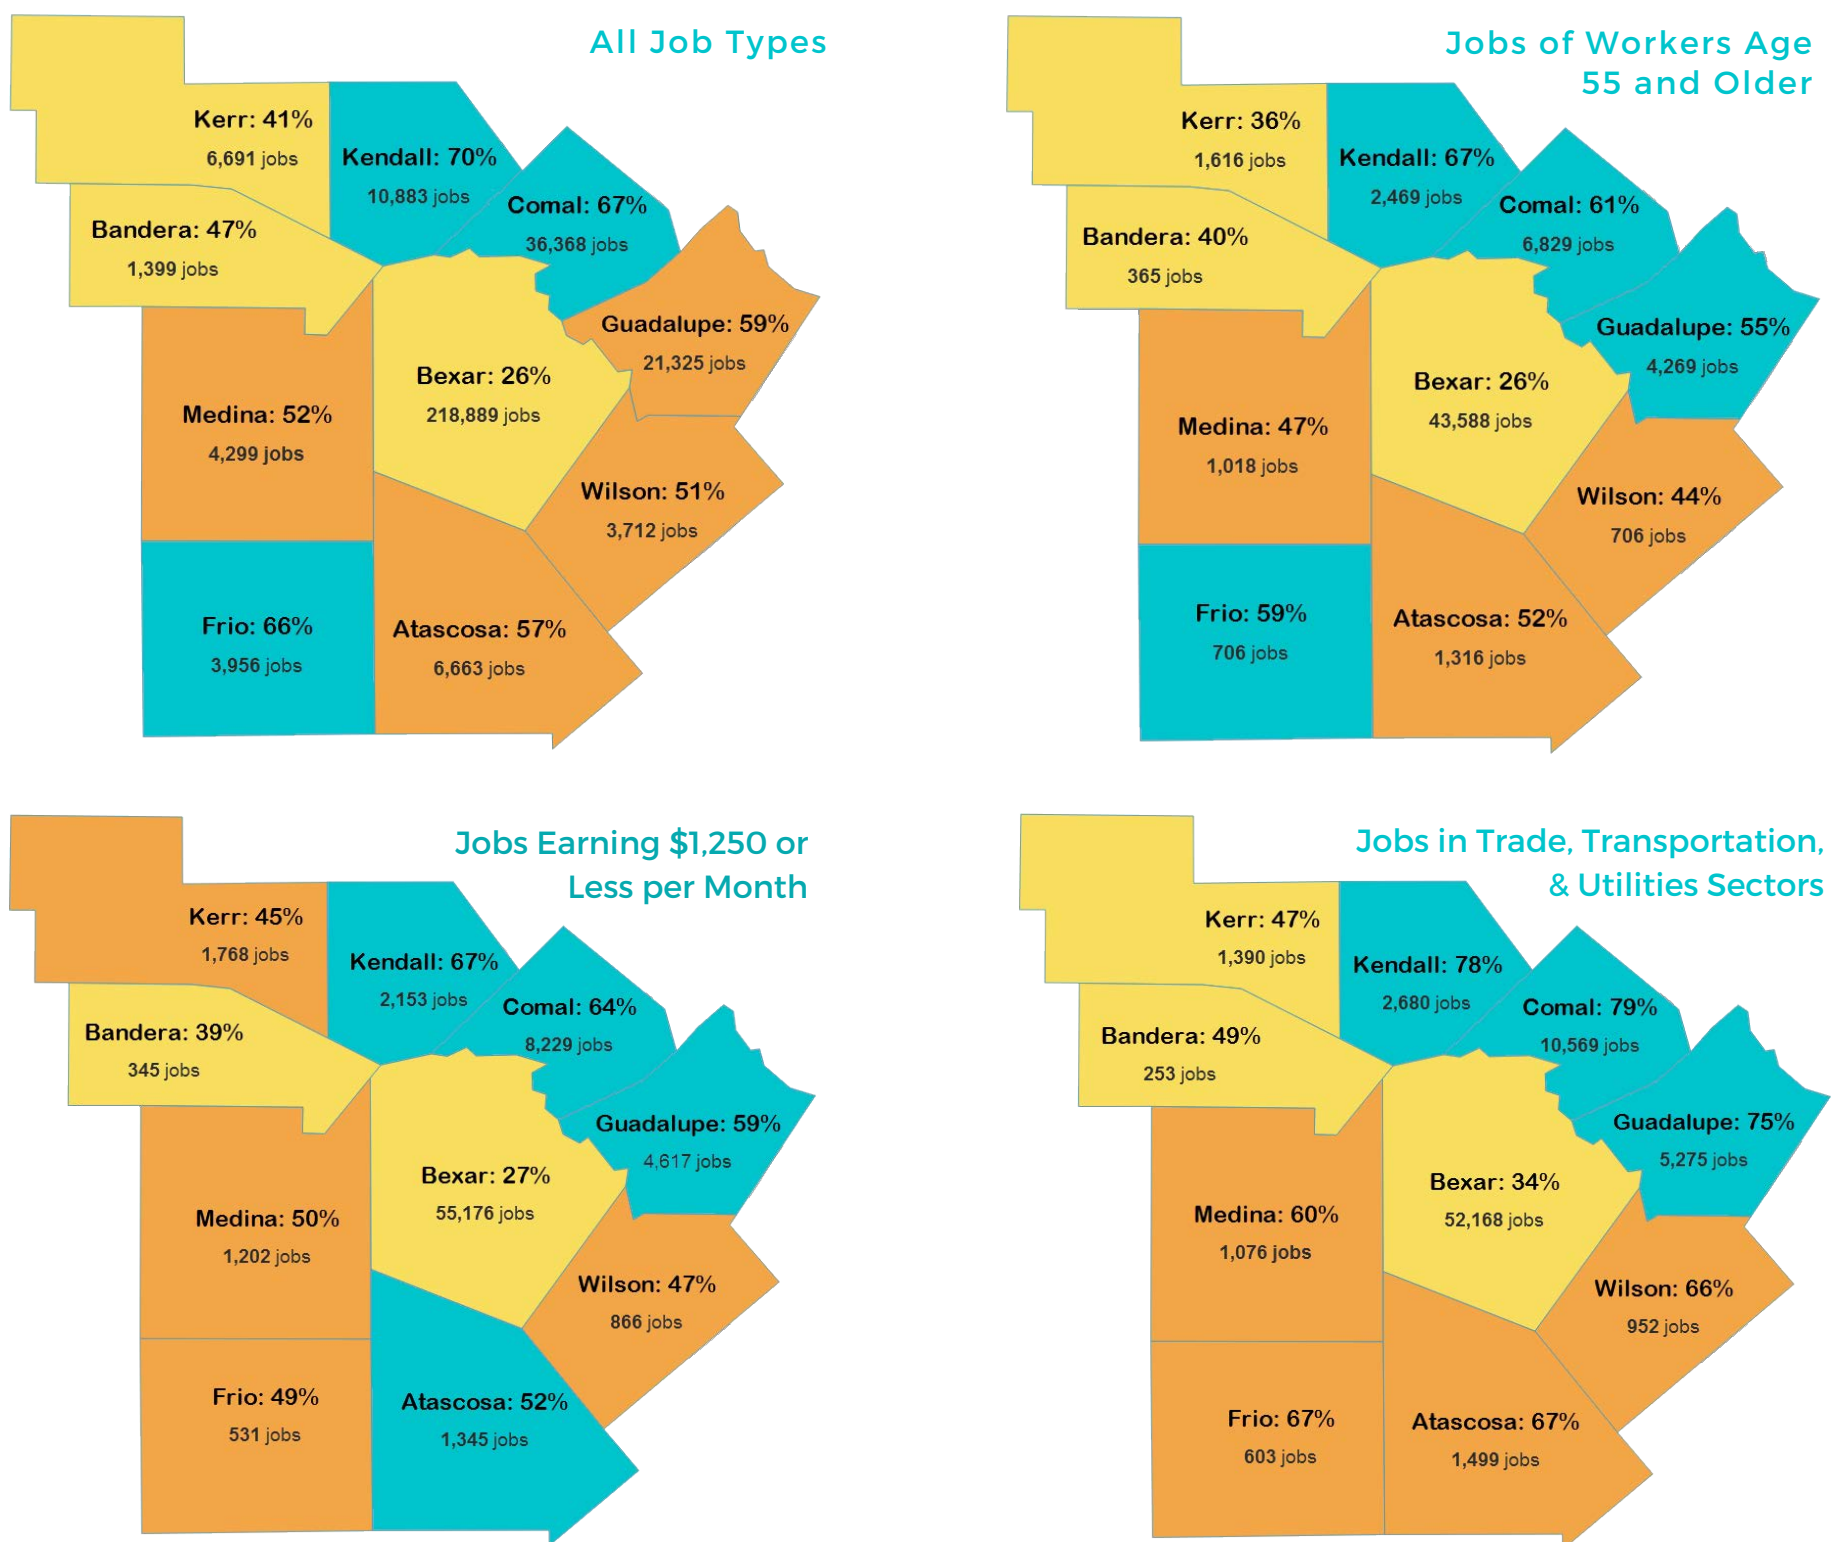 All Job Types
Kerr: 41%
6,691 jobs
Kendall: 70%
10,883 jobs
Comal: 67%
36,368 jobs
Bandera: 47%
1,399 jobs
Guadalupe: 59%
21,325 jobs
Bexar: 26%
218,889 jobs
Medina: 52%
4,299 jobs
Wilson: 51%
3,712 jobs
Frio: 66%
3,956 jobs
Atascosa: 57%
6,663 jobs
Jobs of Workers Age
55 and Older
Kerr: 36%
1,616 jobs
Kendall: 67%
2,469 jobs
Comal: 61%
6,829 jobs
Bandera: 40%
365 jobs
Guadalupe: 55%
4,269 jobs
Bexar: 26%
43,588 jobs
Medina: 47%
1,018 jobs
Wilson: 44%
706 jobs
Frio: 59%
706 jobs
Atascosa: 52%
1,316 jobs
Jobs Earning $1,250 or
Less per Month
Kerr: 45%
1,768 jobs
Kendall: 67%
2,153 jobs
Comal: 64%
8,229 jobs
Bandera: 39%
345 jobs
Guadalupe: 59%
4,617 jobs
Bexar: 27%
55,176 jobs
Medina: 50%
1,202 jobs
Wilson: 47%
866 jobs
Frio: 49%
531 jobs
Atascosa: 52%
1,345 jobs
Jobs in Trade, Transportation,
& Utilities Sectors
Kerr: 47%
1,390 jobs
Kendall: 78%
2,680 jobs
Comal: 79%
10,569 jobs
Bandera: 49%
253 jobs
Guadalupe: 75%
5,275 jobs
Bexar: 34%
52,168 jobs
Medina: 60%
1,076 jobs
Wilson: 66%
952 jobs
Frio: 67%
603 jobs
Atascosa: 67%
1,499 jobs